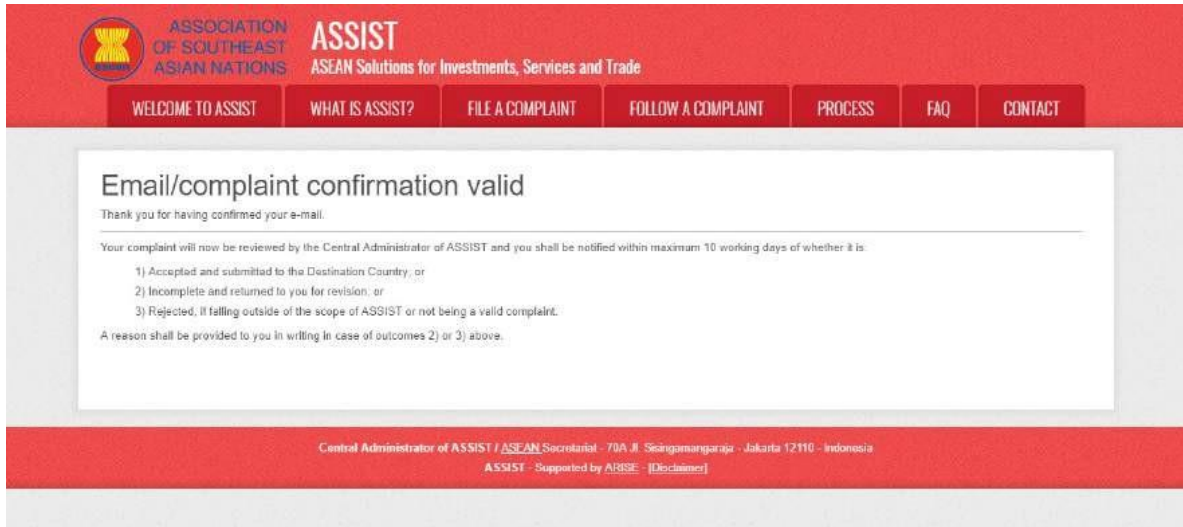 ASSOCIATION
OF SOUTHEAST
ASIAN NATIONS
ASSIST
ASEAN Solutions for Investments, Services and Trade
WELCOME TO ASSIST
WHAT IS ASSIST?
FILE A COMPLAINT
FOLLOW A COMPLAINT
PROCESS
FAQ
CONTACT
Email/complaint confirmation valid
Thank you for having confirmed your e-mail.
Your complaint will now be reviewed by the Central Administrator of ASSIST and you shall be notified within maximum 10 working days of whether it is:
1) Accepted and submitted to the Destination Country; or
2) Incomplete and returned to you for revision; or
3) Rejected, if falling outside of the scope of ASSIST or not being a valid complaint.
A reason shall be provided to you in writing in case of outcomes 2) or 3) above.
Central Administrator of ASSIST / ASEAN Secretariat - 70A Jl. Sisingamangaraja - Jakarta 12110 - Indonesia
ASSIST - Supported by ARISE - [Disclaimer]